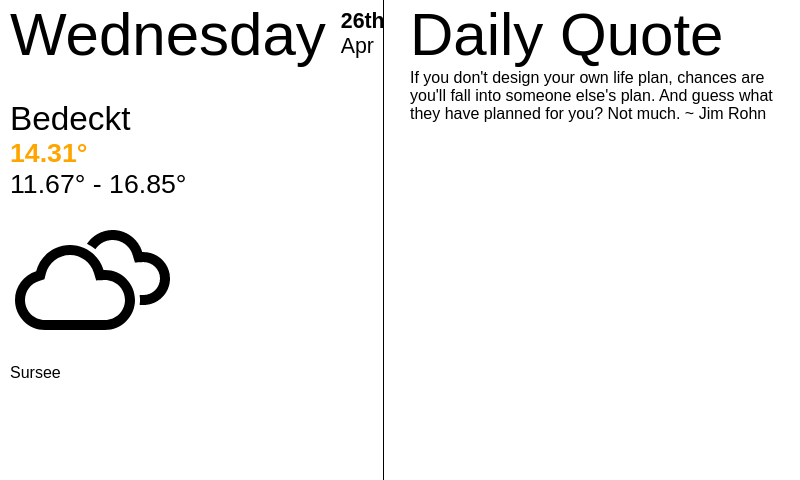 Wednesday
26th
Apr
Bedeckt
14.31°
11.67° - 16.85°
Sursee
Daily Quote
If you don't design your own life plan, chances are
you'll fall into someone else's plan. And guess what
they have planned for you? Not much. ~ Jim Rohn